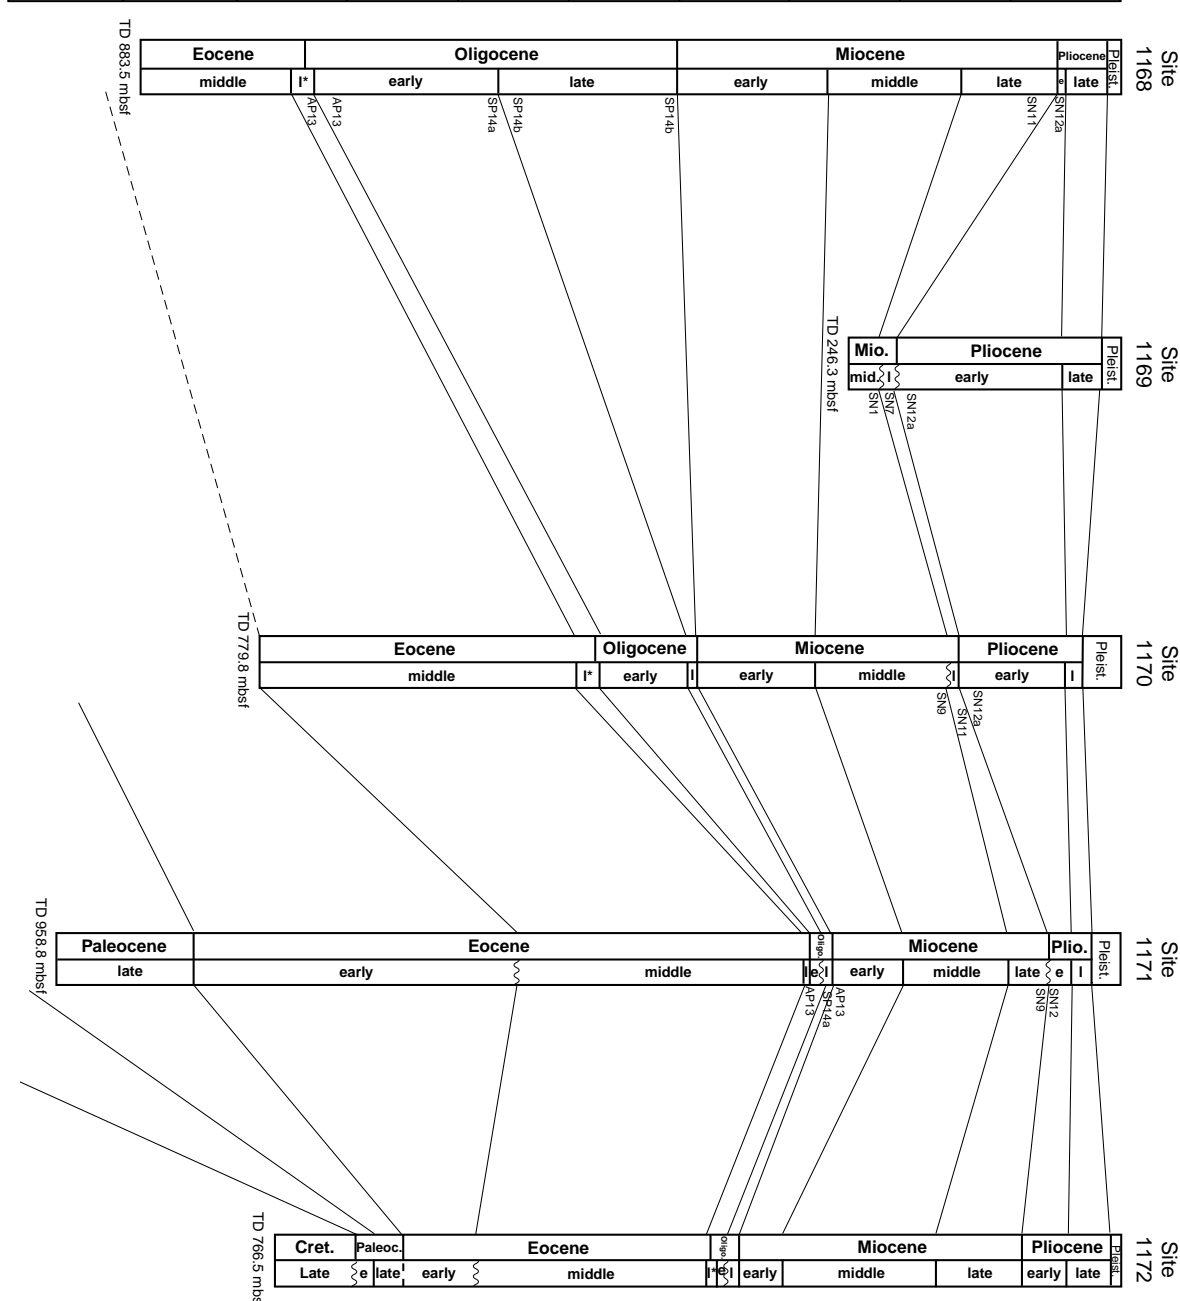 Site 1168
TD 883.5 mbsf
Eocene Oligocene Miocene Pliocene Pleist.
middle l* early late early middle late e late
AP13 AP13 SP14a SP14b SP14b SN11 SN12a
Site 1169
TD 246.3 mbsf
Mio. Pliocene Pleist.
mid. l early late
SN1 SN7 SN12a
Site 1170
TD 779.8 mbsf
Eocene Oligocene Miocene Pliocene Pleist.
middle l* early l early middle l early l
SN9 SN11 SN12a
Site 1171
TD 958.8 mbsf
Paleocene Eocene Oligo. Miocene Plio. Pleist.
late early middle l e l early middle late e l
AP13 SP14a AP13 SN9 SN12
Site 1172
TD 766.5 mbs
Cret. Paleoc. Eocene Oligo. Miocene Pliocene Pleist.
Late e late early middle l* e l early middle late early late